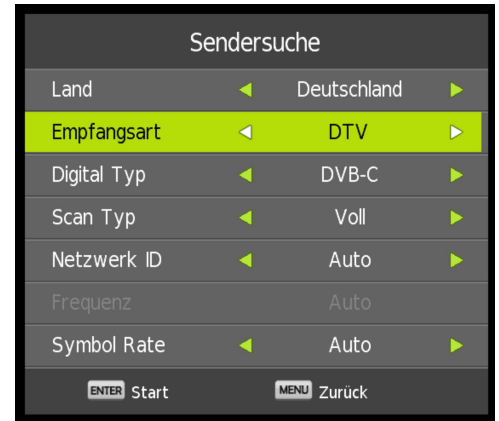 Sendersuche
Land Deutschland
Empfangsart DTV
Digital Typ DVB-C
Scan Typ Voll
Netzwerk ID Auto
Frequenz Auto
Symbol Rate Auto
ENTER Start MENU Zurück